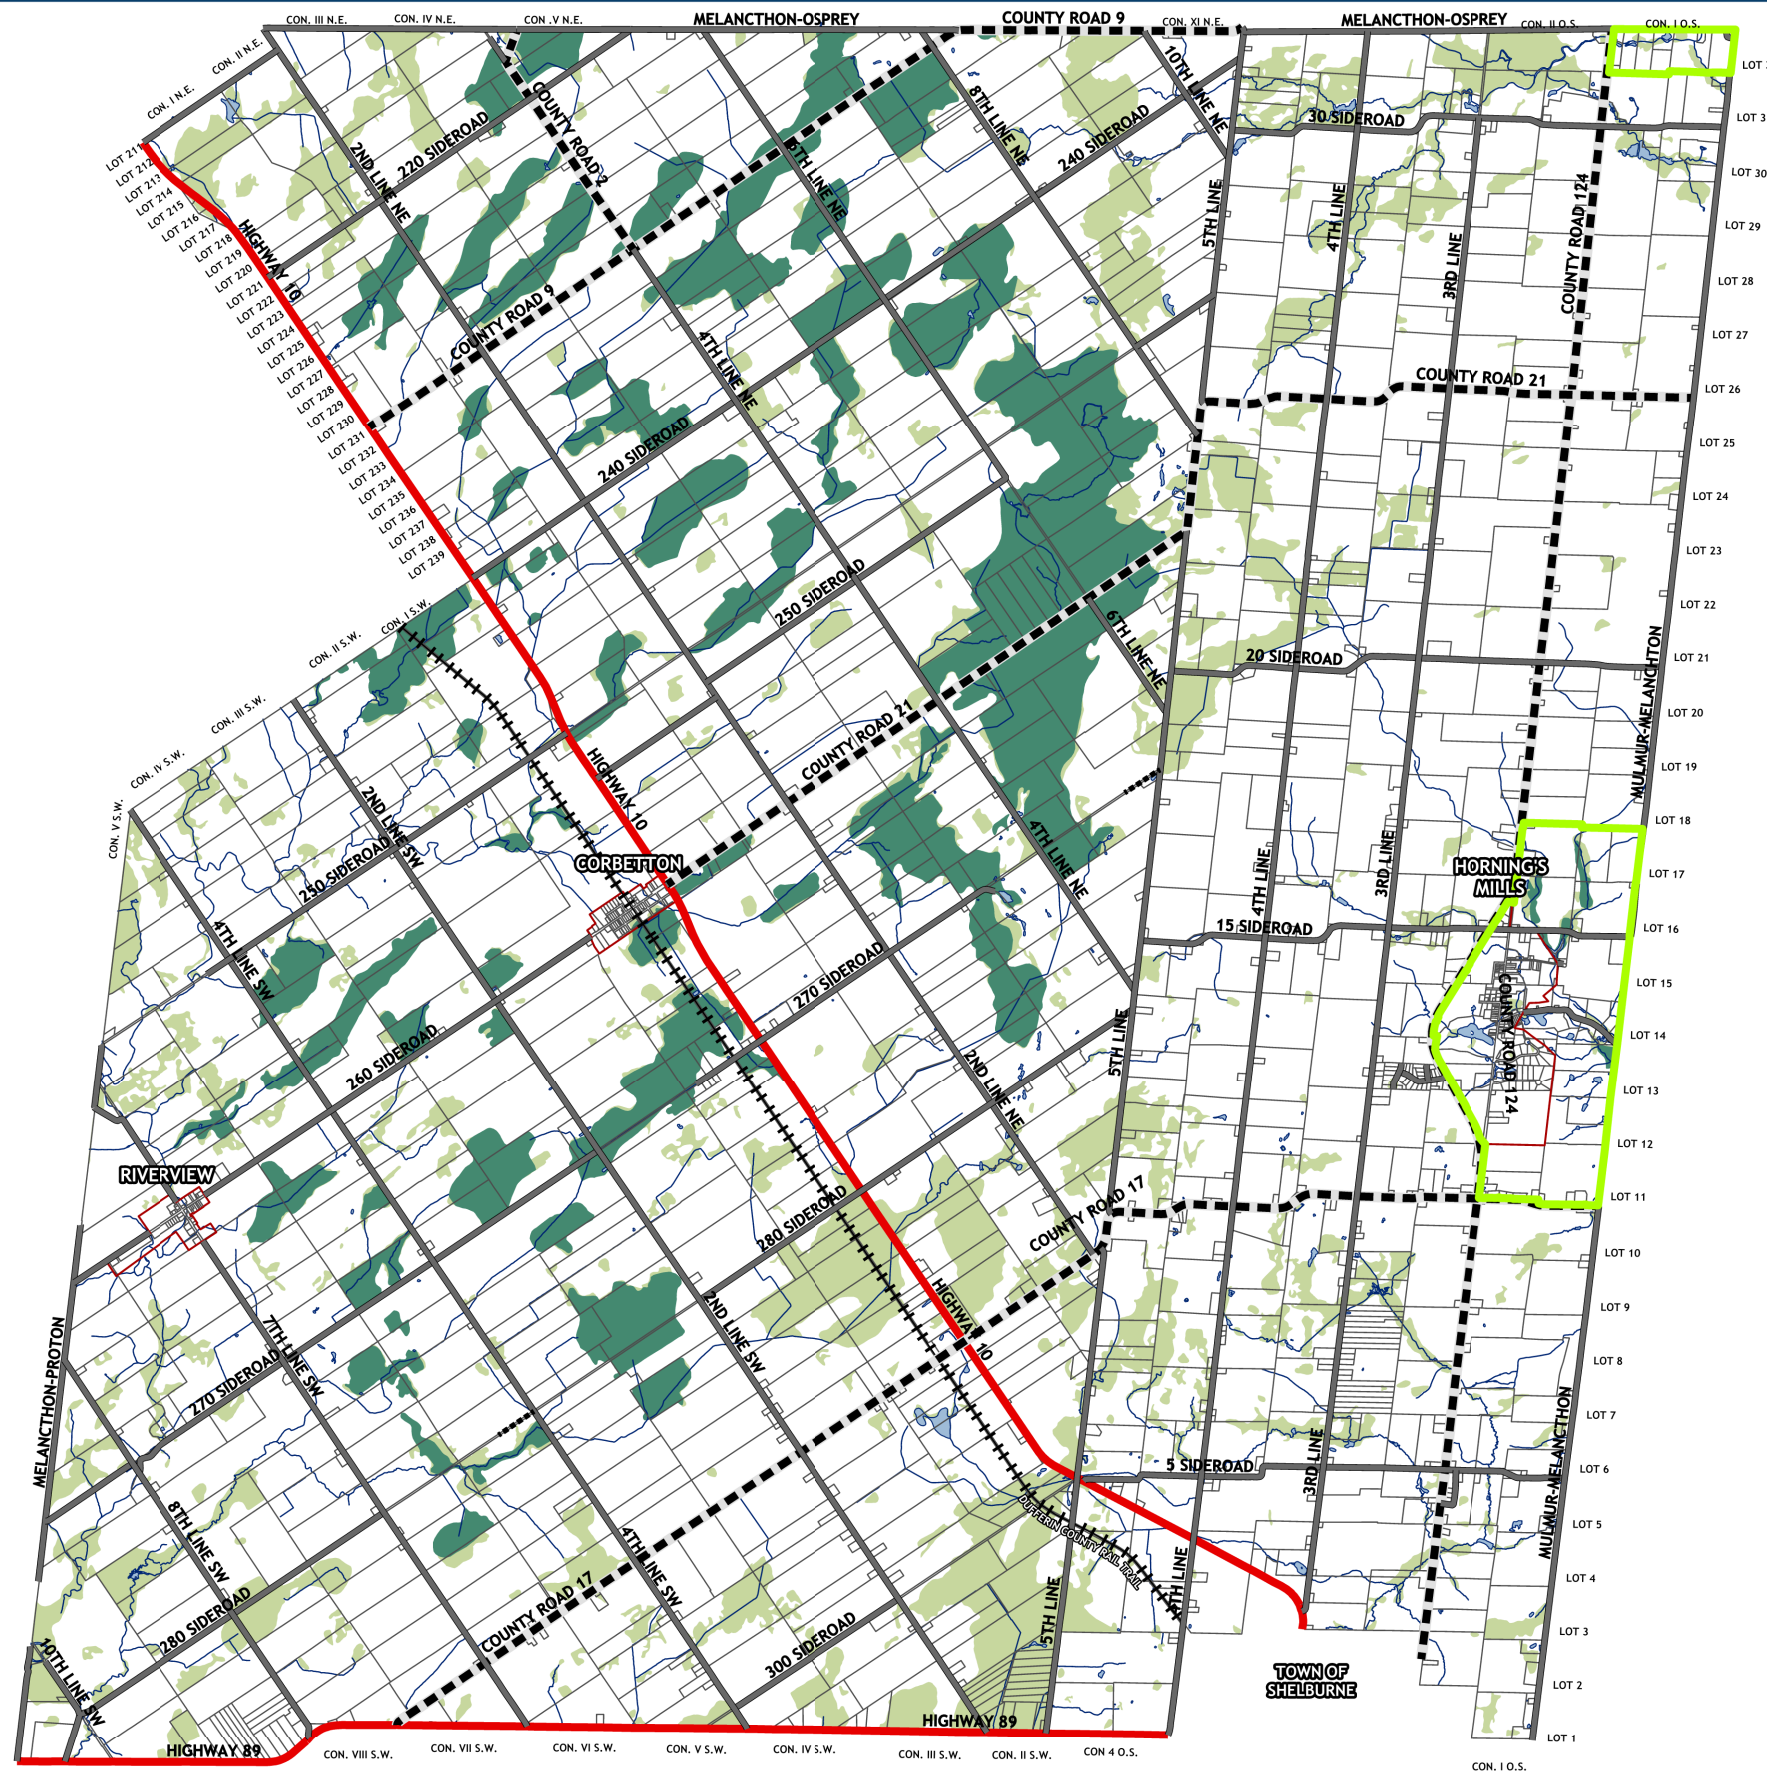 CON. III N.E.
CON. IV N.E.
CON .V N.E.
MELANCTHON-OSPREY
COUNTY ROAD 9
CON. XI N.E.
MELANCTHON-OSPREY
CON. II O.S.
CON. I O.S.
CON. II N.E.
CON. I N.E.
10TH LINE NE
COUNTY ROAD 2
8TH LINE NE
220 SIDEROAD
240 SIDEROAD
30 SIDEROAD
LOT 3
LOT 211
LOT 212
LOT 213
LOT 214
LOT 215
LOT 216
LOT 217
LOT 218
LOT 219
LOT 220
LOT 221
LOT 222
LOT 223
LOT 224
LOT 225
LOT 226
LOT 227
LOT 228
LOT 229
LOT 230
LOT 231
LOT 232
LOT 233
LOT 234
LOT 235
LOT 236
LOT 237
LOT 238
LOT 239
2ND LINE NE
6TH LINE NE
5TH LINE
4TH LINE
3RD LINE
COUNTY ROAD 124
LOT 30
LOT 29
LOT 28
LOT 27
LOT 26
LOT 25
LOT 24
LOT 23
LOT 22
LOT 21
LOT 20
LOT 19
LOT 18
LOT 17
LOT 16
LOT 15
LOT 14
LOT 13
LOT 12
LOT 11
LOT 10
LOT 9
LOT 8
LOT 7
LOT 6
LOT 5
LOT 4
LOT 3
LOT 2
LOT 1
HIGHWAY 10
COUNTY ROAD 9
4TH LINE NE
COUNTY ROAD 21
240 SIDEROAD
250 SIDEROAD
6TH LINE NE
20 SIDEROAD
MULMUR-MELANCHTON
CON. I S.W.
CON. II S.W.
CON. III S.W.
CON. IV S.W.
CON. V S.W.
COUNTY ROAD 21
HIGHWAY 10
2ND LINE SW
250 SIDEROAD
CORBETTON
4TH LINE NE
4TH LINE
3RD LINE
HORNING'S
MILLS
15 SIDEROAD
4TH LINE SW
270 SIDEROAD
260 SIDEROAD
5TH LINE
2ND LINE NE
COUNTY ROAD 124
RIVERVIEW
280 SIDEROAD
COUNTY ROAD 17
HIGHWAY 10
2ND LINE SW
7TH LINE SW
270 SIDEROAD
MELANCTHON-PROTON
5 SIDEROAD
3RD LINE
MULMUR-MELANCTHON
DUFFERIN COUNTY RAIL TRAIL
8TH LINE SW
4TH LINE SW
COUNTY ROAD 17
280 SIDEROAD
300 SIDEROAD
5TH LINE
4TH LINE
10TH LINE SW
TOWN OF
SHELBURNE
HIGHWAY 89
HIGHWAY 89
CON. VIII S.W.
CON. VII S.W.
CON. VI S.W.
CON. V S.W.
CON. IV S.W.
CON. III S.W.
CON. II S.W.
CON 4 O.S.
CON. I O.S.